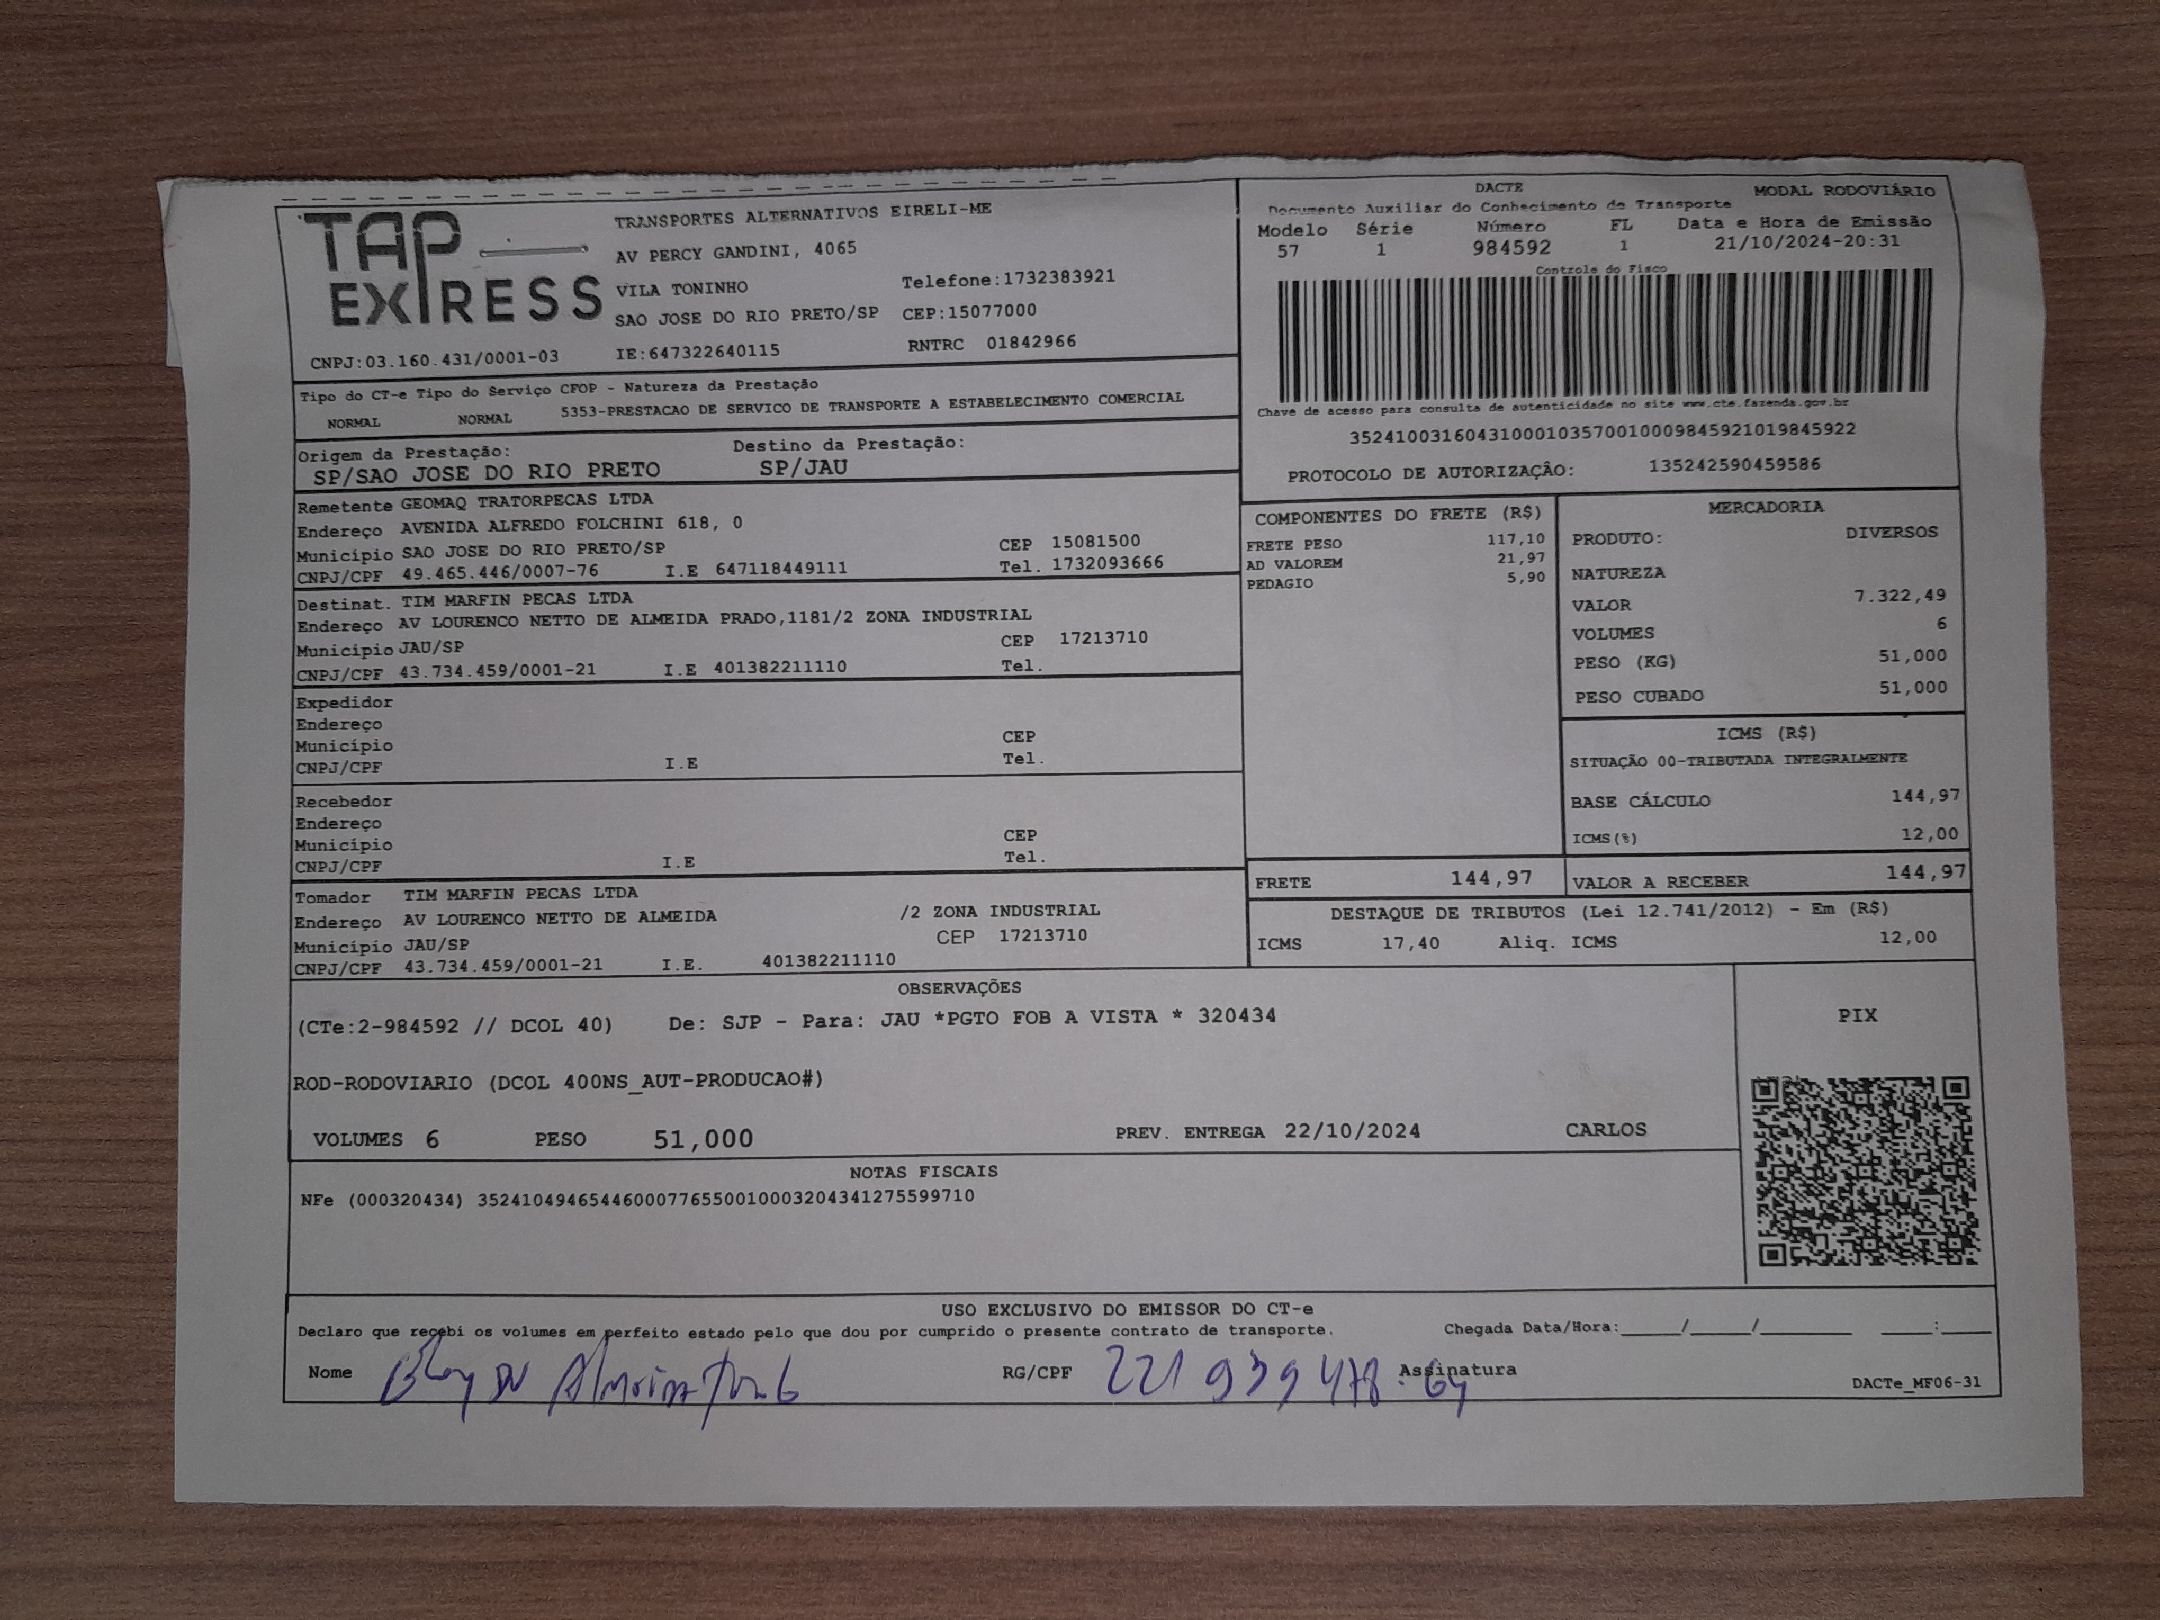 TAP EXPRESS
TRANSPORTES ALTERNATIVOS EIRELI-ME
AV PERCY GANDINI, 4065
VILA TONINHO Telefone:1732383921
SAO JOSE DO RIO PRETO/SP CEP:15077000
CNPJ:03.160.431/0001-03 IE:647322640115 RNTRC 01842966
DACTE MODAL RODOVIÁRIO
Documento Auxiliar do Conhecimento de Transporte
Modelo Série Número FL Data e Hora de Emissão
57 1 984592 1 21/10/2024-20:31
Controle do Fisco
Chave de acesso para consulta de autenticidade no site www.cte.fazenda.gov.br
35241003160431000103570010009845921019845922
PROTOCOLO DE AUTORIZAÇÃO: 135242590459586
Tipo do CT-e Tipo do Serviço CFOP - Natureza da Prestação
NORMAL NORMAL 5353-PRESTACAO DE SERVICO DE TRANSPORTE A ESTABELECIMENTO COMERCIAL
Origem da Prestação: Destino da Prestação:
SP/SAO JOSE DO RIO PRETO SP/JAU
Remetente GEOMAQ TRATORPECAS LTDA
Endereço AVENIDA ALFREDO FOLCHINI 618, 0
Município SAO JOSE DO RIO PRETO/SP CEP 15081500
CNPJ/CPF 49.465.446/0007-76 I.E 647118449111 Tel. 1732093666
Destinat. TIM MARFIN PECAS LTDA
Endereço AV LOURENCO NETTO DE ALMEIDA PRADO,1181/2 ZONA INDUSTRIAL
Município JAU/SP CEP 17213710
CNPJ/CPF 43.734.459/0001-21 I.E 401382211110 Tel.
Expedidor
Endereço
Município CEP
CNPJ/CPF I.E Tel.
Recebedor
Endereço
Município CEP
CNPJ/CPF I.E Tel.
Tomador TIM MARFIN PECAS LTDA
Endereço AV LOURENCO NETTO DE ALMEIDA /2 ZONA INDUSTRIAL
Município JAU/SP CEP 17213710
CNPJ/CPF 43.734.459/0001-21 I.E. 401382211110
COMPONENTES DO FRETE (R$)
FRETE PESO 117,10
AD VALOREM 21,97
PEDAGIO 5,90
MERCADORIA
PRODUTO: DIVERSOS
NATUREZA
VALOR 7.322,49
VOLUMES 6
PESO (KG) 51,000
PESO CUBADO 51,000
ICMS (R$)
SITUAÇÃO 00-TRIBUTADA INTEGRALMENTE
BASE CÁLCULO 144,97
ICMS(%) 12,00
FRETE 144,97 VALOR A RECEBER 144,97
DESTAQUE DE TRIBUTOS (Lei 12.741/2012) - Em (R$)
ICMS 17,40 Aliq. ICMS 12,00
OBSERVAÇÕES
(CTe:2-984592 // DCOL 40) De: SJP - Para: JAU *PGTO FOB A VISTA * 320434
ROD-RODOVIARIO (DCOL 400NS_AUT-PRODUCAO#)
VOLUMES 6 PESO 51,000 PREV. ENTREGA 22/10/2024 CARLOS
PIX
NOTAS FISCAIS
NFe (000320434) 35241049465446000776550010003204341275599710
USO EXCLUSIVO DO EMISSOR DO CT-e
Declaro que recebi os volumes em perfeito estado pelo que dou por cumprido o presente contrato de transporte. Chegada Data/Hora:_____/_____/________ ____:____
Nome RG/CPF 221 939 478.64 Assinatura
DACTe_MF06-31